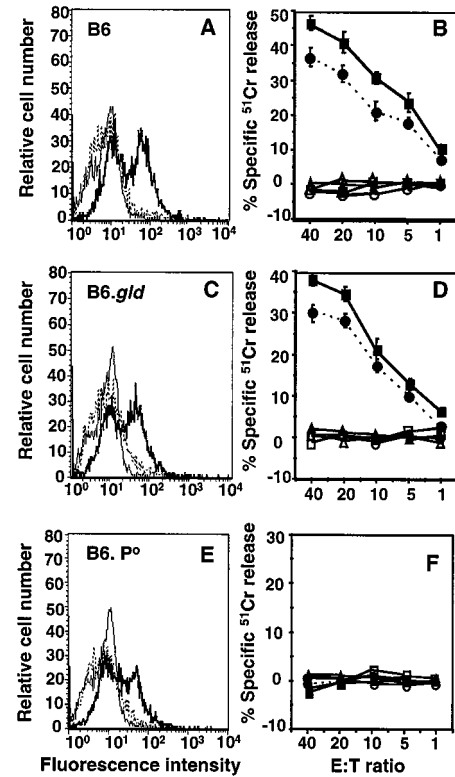 B6
A
Relative cell number
80
70
60
50
40
30
20
10
0
10⁰ 10¹ 10² 10³ 10⁴
B
% Specific ⁵¹Cr release
50
40
30
20
10
0
-10
40 20 10 5 1
B6.gld
C
Relative cell number
80
70
60
50
40
30
20
10
0
10⁰ 10¹ 10² 10³ 10⁴
D
% Specific ⁵¹Cr release
40
30
20
10
0
-10
40 20 10 5 1
B6. Pᵒ
E
Relative cell number
80
70
60
50
40
30
20
10
0
10⁰ 10¹ 10² 10³ 10⁴
Fluorescence intensity
F
% Specific ⁵¹Cr release
30
20
10
0
-10
40 20 10 5 1
E:T ratio